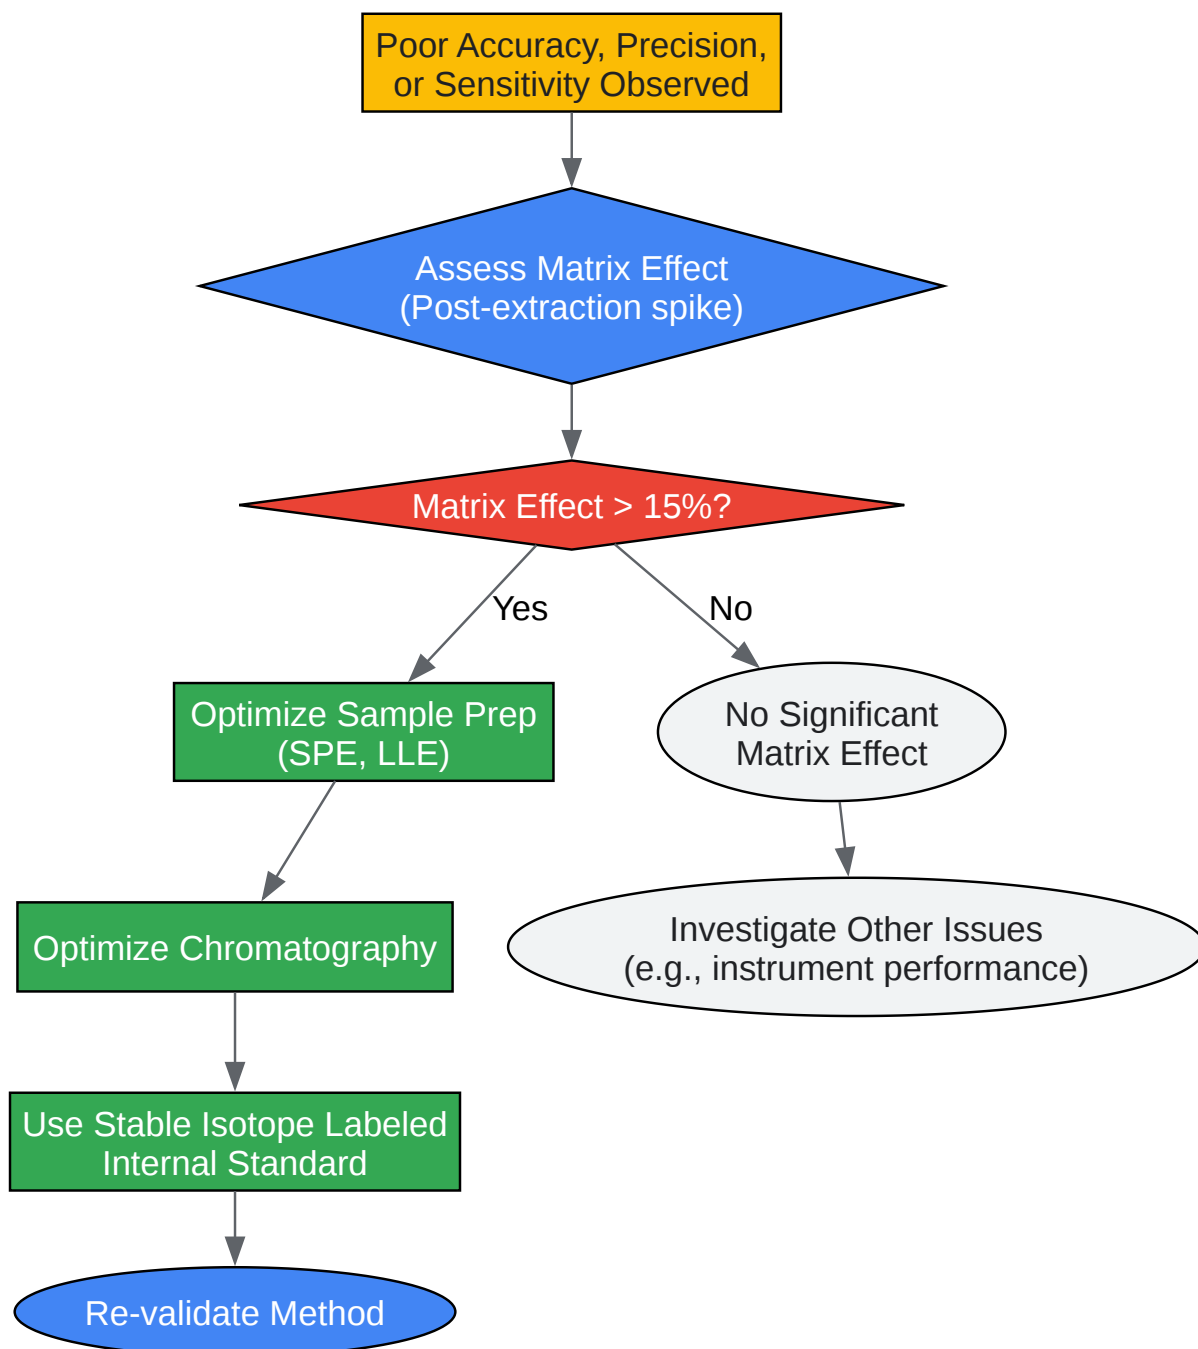 Poor Accuracy, Precision,
or Sensitivity Observed
Assess Matrix Effect
(Post-extraction spike)
Matrix Effect > 15%?
Yes
No
Optimize Sample Prep
(SPE, LLE)
No Significant
Matrix Effect
Optimize Chromatography
Investigate Other Issues
(e.g., instrument performance)
Use Stable Isotope Labeled
Internal Standard
Re-validate Method